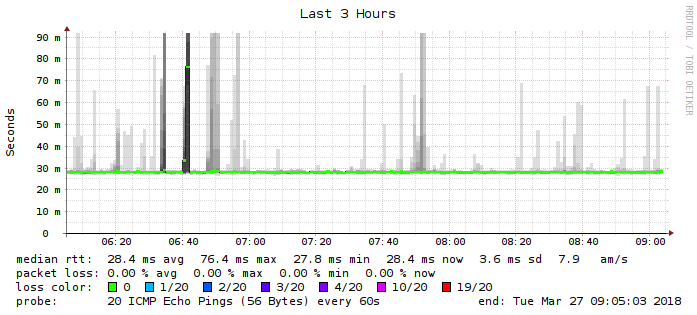 Last 3 Hours
RRDTOOL / TOBI OETIKER
Seconds
90 m
80 m
70 m
60 m
50 m
40 m
30 m
20 m
10 m
0
06:20 06:40 07:00 07:20 07:40 08:00 08:20 08:40 09:00
median rtt: 28.4 ms avg 76.4 ms max 27.8 ms min 28.4 ms now 3.6 ms sd 7.9 am/s
packet loss: 0.00 % avg 0.00 % max 0.00 % min 0.00 % now
loss color: 0 1/20 2/20 3/20 4/20 10/20 19/20
probe: 20 ICMP Echo Pings (56 Bytes) every 60s end: Tue Mar 27 09:05:03 2018